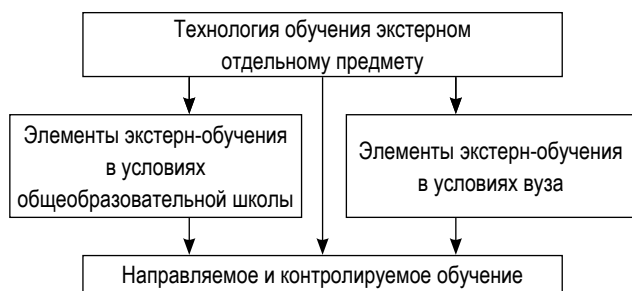 Технология обучения экстерном
отдельному предмету
Элементы экстерн-обучения
в условиях
общеобразовательной школы
Элементы экстерн-обучения
в условиях вуза
Направляемое и контролируемое обучение